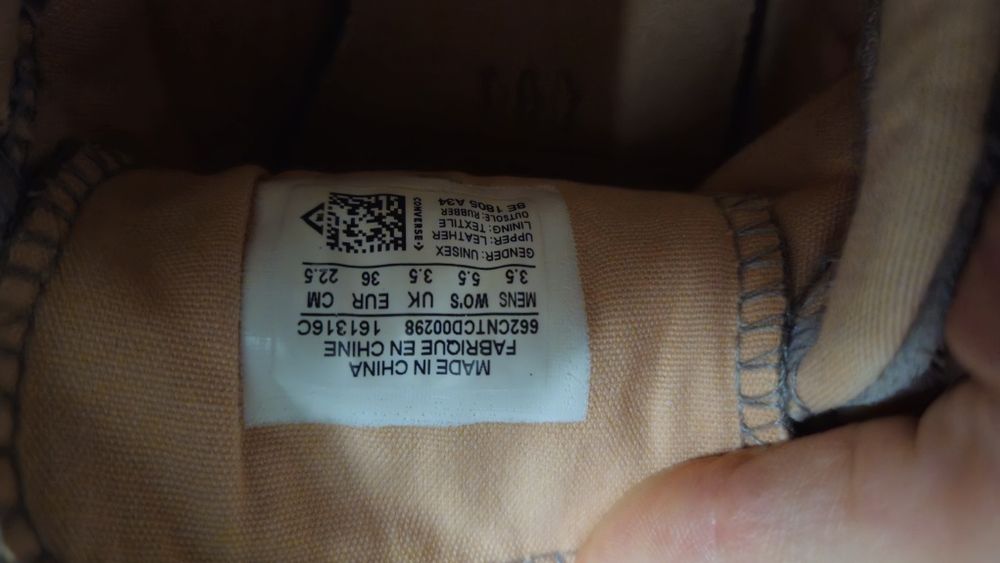 MADE IN CHINA
FABRIQUE EN CHINE
662CNTCD00298 161316C
MENS WO'S UK EUR CM
3.5 5.5 3.5 36 22.5
GENDER: UNISEX
UPPER: LEATHER
LINING: TEXTILE
OUTSOLE: RUBBER
BE 1805 A34
CONVERSE